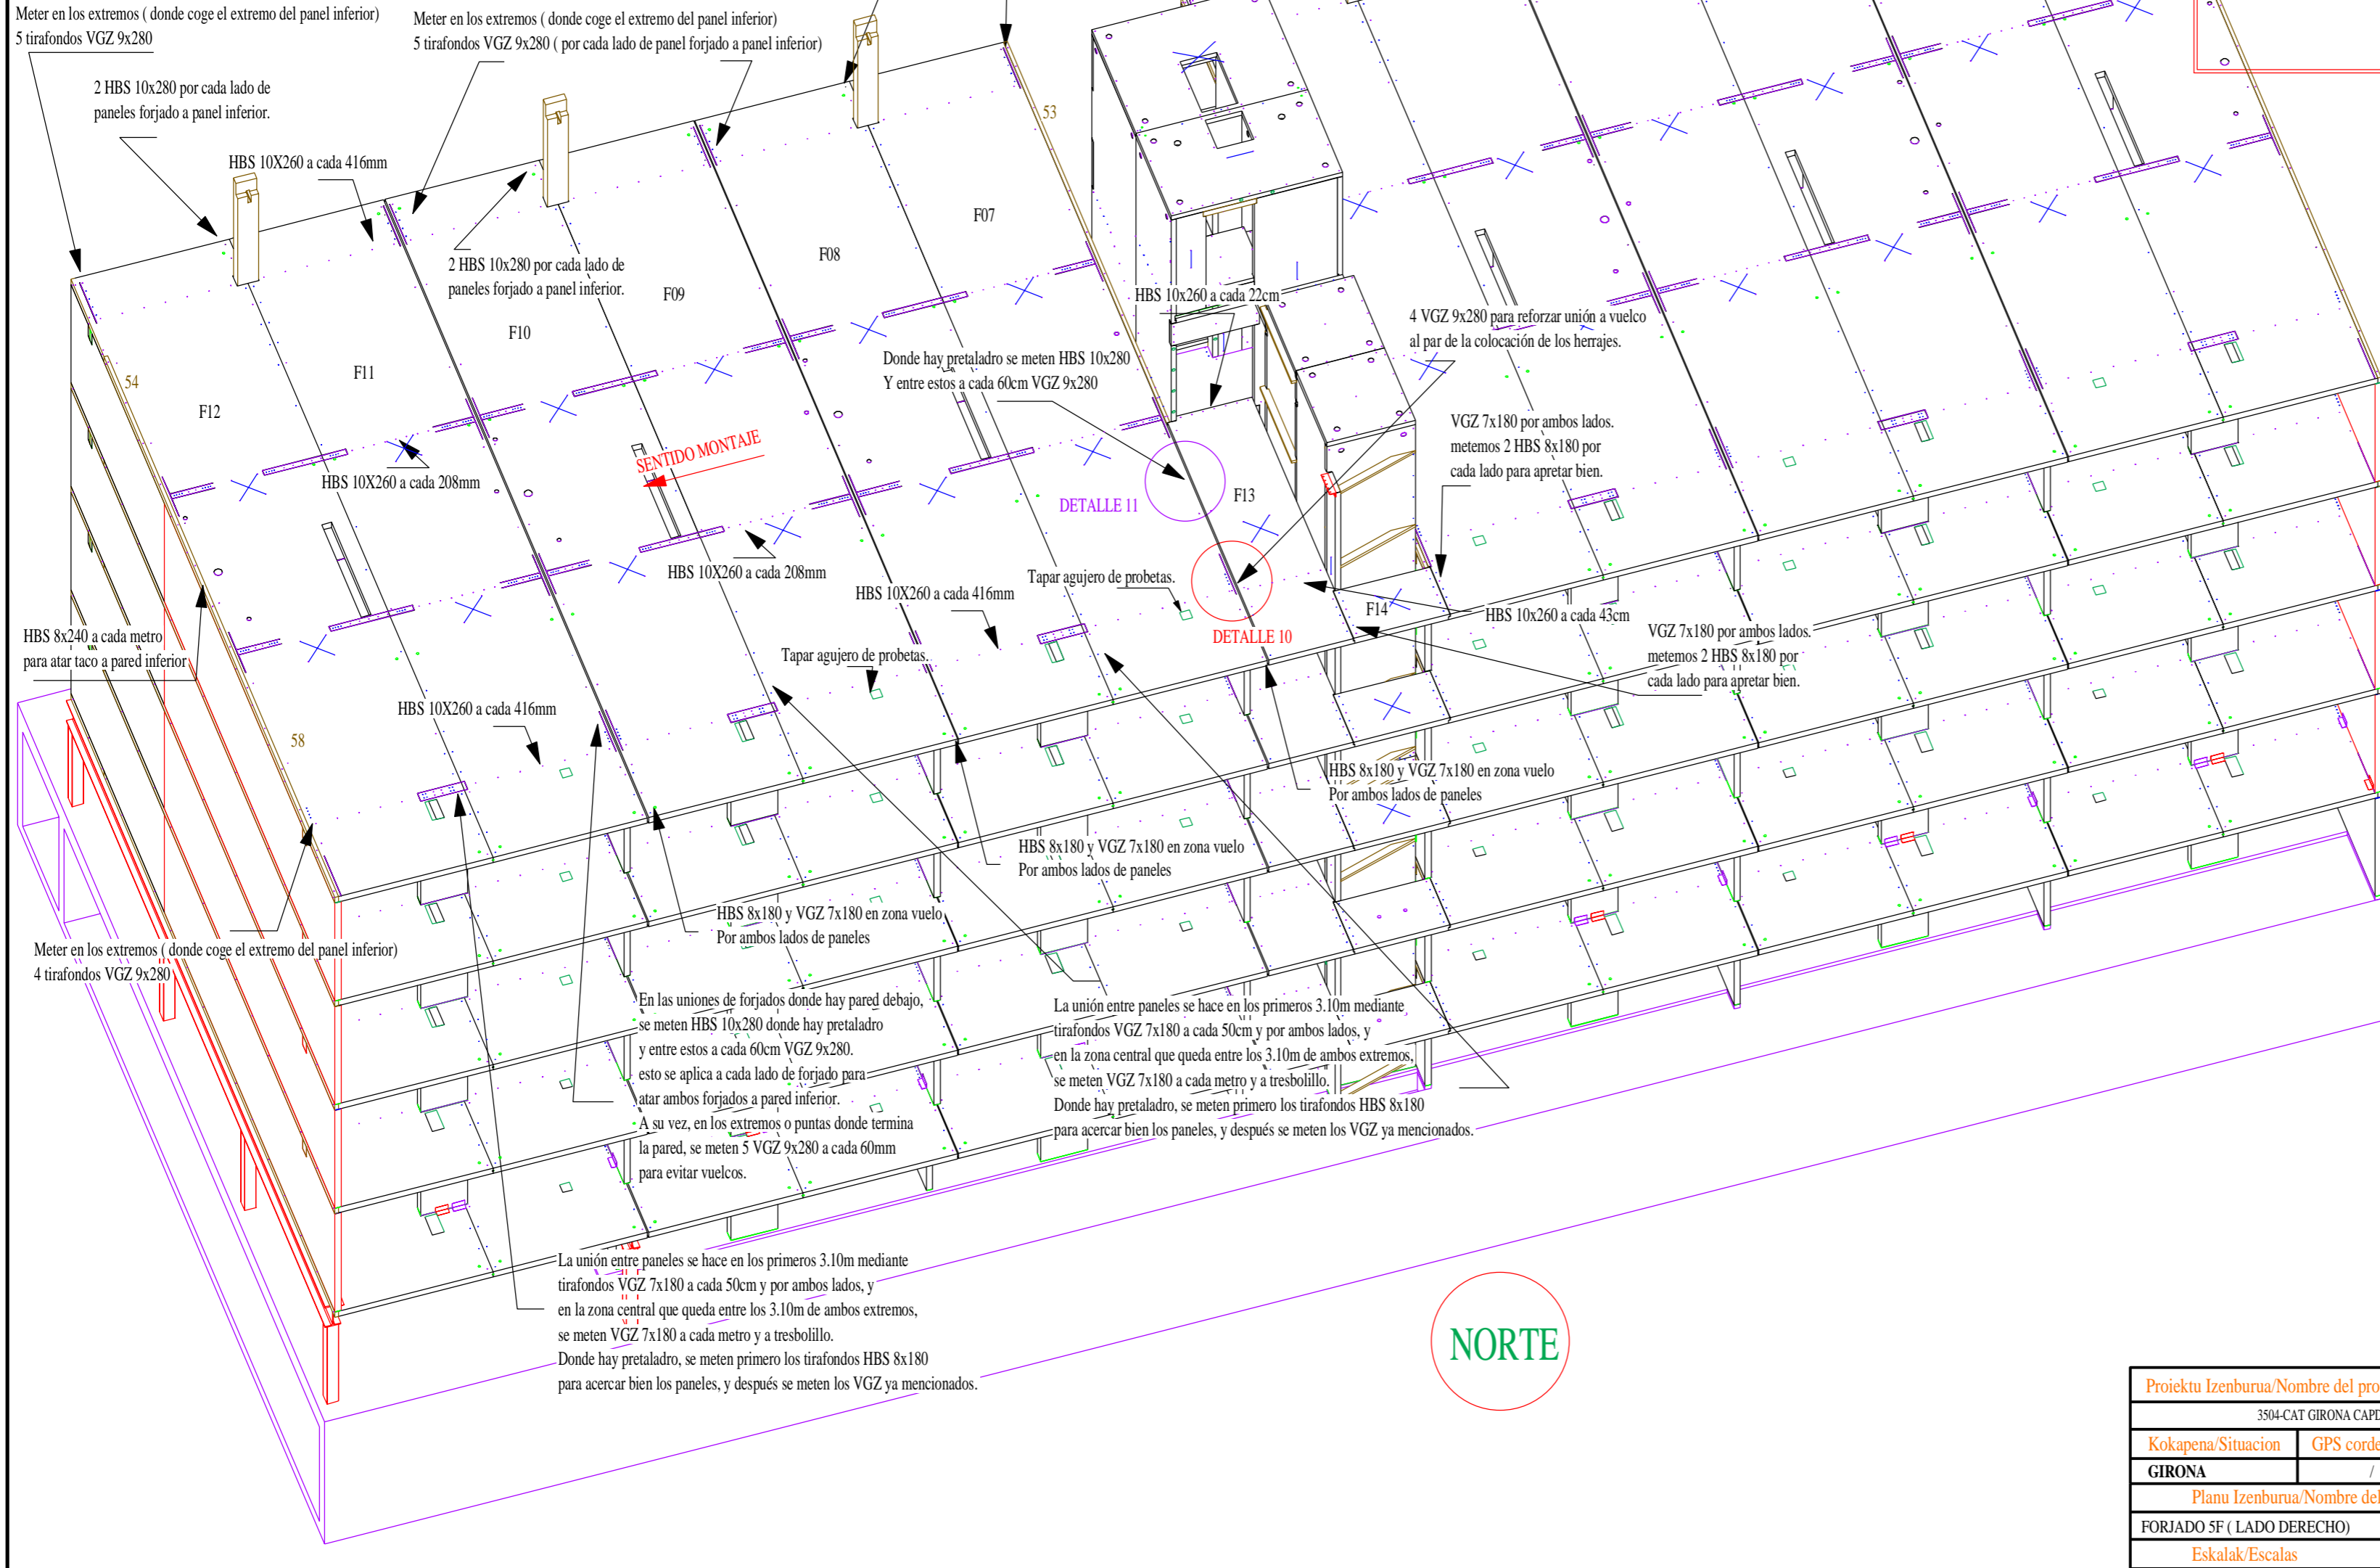 Meter en los extremos ( donde coge el extremo del panel inferior)
5 tirafondos VGZ 9x280
Meter en los extremos ( donde coge el extremo del panel inferior)
5 tirafondos VGZ 9x280 ( por cada lado de panel forjado a panel inferior)
2 HBS 10x280 por cada lado de
paneles forjado a panel inferior.
HBS 10X260 a cada 416mm
2 HBS 10x280 por cada lado de
paneles forjado a panel inferior.
53
F07
F08
F09
F10
F11
F12
54
HBS 10x260 a cada 22cm
4 VGZ 9x280 para reforzar unión a vuelco
al par de la colocación de los herrajes.
Donde hay pretaladro se meten HBS 10x280
Y entre estos a cada 60cm VGZ 9x280
VGZ 7x180 por ambos lados.
metemos 2 HBS 8x180 por
cada lado para apretar bien.
SENTIDO MONTAJE
HBS 10X260 a cada 208mm
DETALLE 11
F13
HBS 10X260 a cada 208mm
Tapar agujero de probetas.
HBS 10X260 a cada 416mm
F14
HBS 10x260 a cada 43cm
DETALLE 10
VGZ 7x180 por ambos lados.
metemos 2 HBS 8x180 por
cada lado para apretar bien.
HBS 8x240 a cada metro
para atar taco a pared inferior
Tapar agujero de probetas.
HBS 10X260 a cada 416mm
58
HBS 8x180 y VGZ 7x180 en zona vuelo
Por ambos lados de paneles
HBS 8x180 y VGZ 7x180 en zona vuelo
Por ambos lados de paneles
HBS 8x180 y VGZ 7x180 en zona vuelo
Por ambos lados de paneles
Meter en los extremos ( donde coge el extremo del panel inferior)
4 tirafondos VGZ 9x280
En las uniones de forjados donde hay pared debajo,
se meten HBS 10x280 donde hay pretaladro
y entre estos a cada 60cm VGZ 9x280.
esto se aplica a cada lado de forjado para
atar ambos forjados a pared inferior.
A su vez, en los extremos o puntas donde termina
la pared, se meten 5 VGZ 9x280 a cada 60mm
para evitar vuelcos.
La unión entre paneles se hace en los primeros 3.10m mediante
tirafondos VGZ 7x180 a cada 50cm y por ambos lados, y
en la zona central que queda entre los 3.10m de ambos extremos,
se meten VGZ 7x180 a cada metro y a tresbolillo.
Donde hay pretaladro, se meten primero los tirafondos HBS 8x180
para acercar bien los paneles, y después se meten los VGZ ya mencionados.
La unión entre paneles se hace en los primeros 3.10m mediante
tirafondos VGZ 7x180 a cada 50cm y por ambos lados, y
en la zona central que queda entre los 3.10m de ambos extremos,
se meten VGZ 7x180 a cada metro y a tresbolillo.
Donde hay pretaladro, se meten primero los tirafondos HBS 8x180
para acercar bien los paneles, y después se meten los VGZ ya mencionados.
NORTE
Proiektu Izenburua/Nombre del
3504-CAT GIRONA
Kokapena/Situacion GPS
GIRONA /
Planu Izenburua/Nombre del
FORJADO 5F ( LADO DERECHO)
Eskalak/Escalas